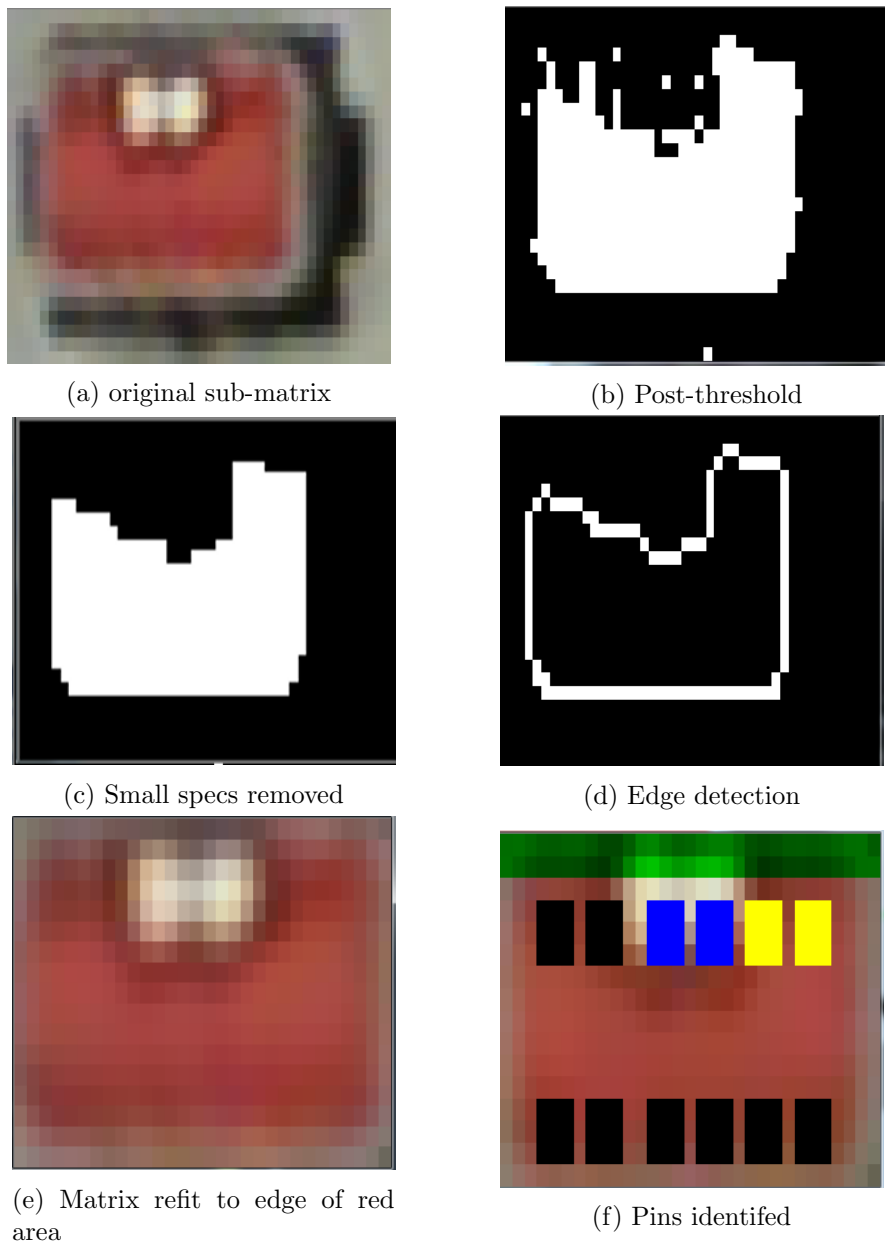 (a) original sub-matrix
(b) Post-threshold
(c) Small specs removed
(d) Edge detection
(e) Matrix refit to edge of red
area
(f) Pins identifed